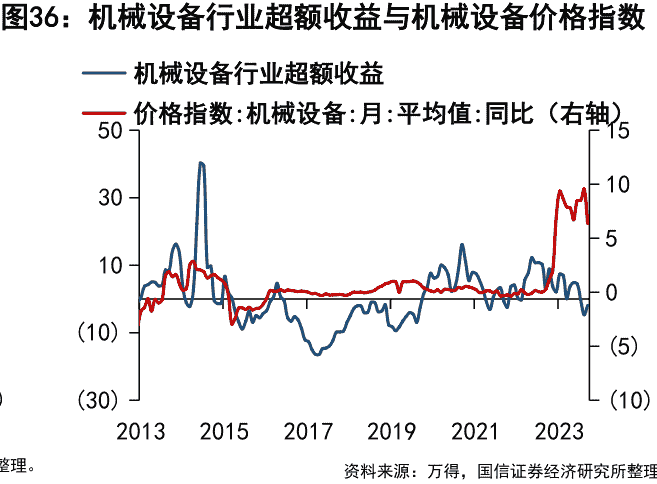 图36：机械设备行业超额收益与机械设备价格指数
机械设备行业超额收益
价格指数:机械设备:月:平均值:同比（右轴）
50
30
10
(10)
(30)
15
10
5
0
(5)
(10)
2013 2015 2017 2019 2021 2023
)
整理。
资料来源：万得，国信证券经济研究所整理